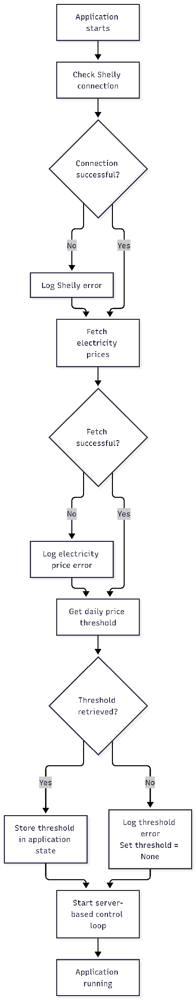 Application
starts
Check Shelly
connection
Connection
successful?
No
Yes
Log Shelly error
Fetch
electricity
prices
Fetch
successful?
No
Yes
Log electricity
price error
Get daily price
threshold
Threshold
retrieved?
Yes
No
Store threshold
in application
state
Log threshold
error
Set threshold =
None
Start server-
based control
loop
Application
running